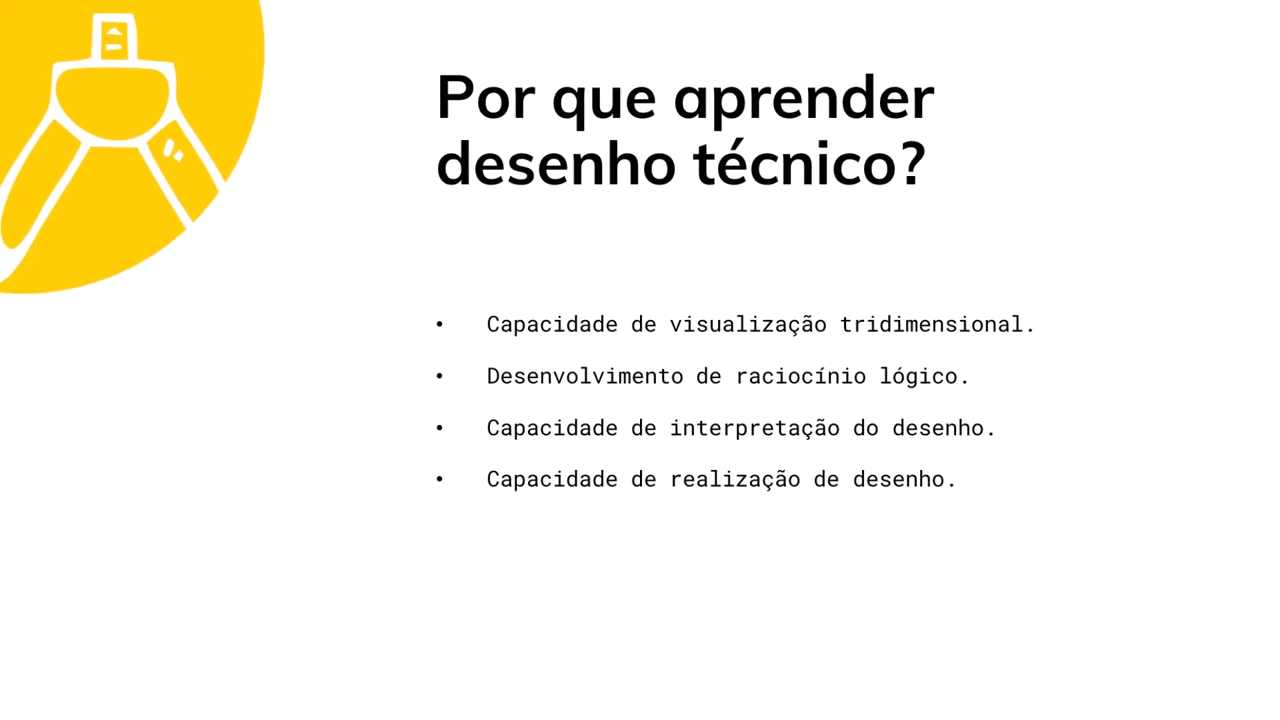 Por que aprender
desenho técnico?
• Capacidade de visualização tridimensional.
• Desenvolvimento de raciocínio lógico.
• Capacidade de interpretação do desenho.
• Capacidade de realização de desenho.